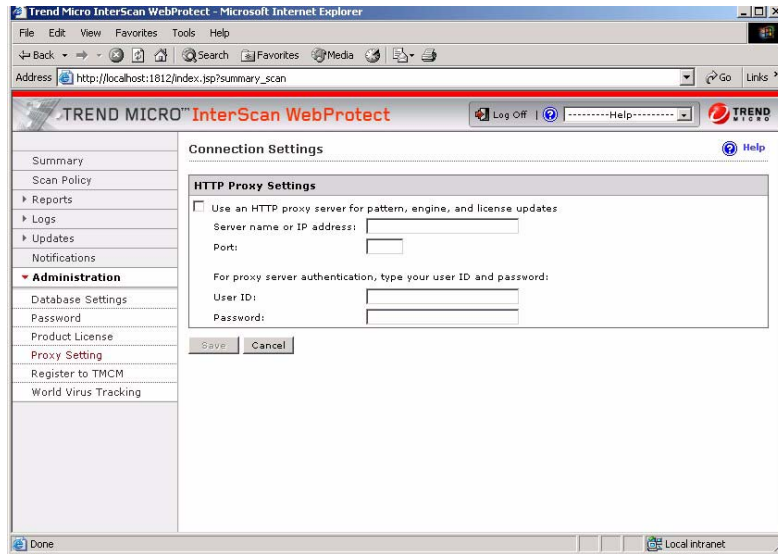 Trend Micro InterScan WebProtect - Microsoft Internet Explorer
File Edit View Favorites Tools Help
Back Search Favorites Media
Address http://localhost:1812/index.jsp?summary_scan Go Links »
TREND MICRO™ InterScan WebProtect Log Off | ---------Help--------- TREND MICRO
Connection Settings Help
Summary
Scan Policy
Reports
Logs
Updates
Notifications
Administration
Database Settings
Password
Product License
Proxy Setting
Register to TMCM
World Virus Tracking
HTTP Proxy Settings
Use an HTTP proxy server for pattern, engine, and license updates
Server name or IP address:
Port:
For proxy server authentication, type your user ID and password:
User ID:
Password:
Save Cancel
Done Local intranet